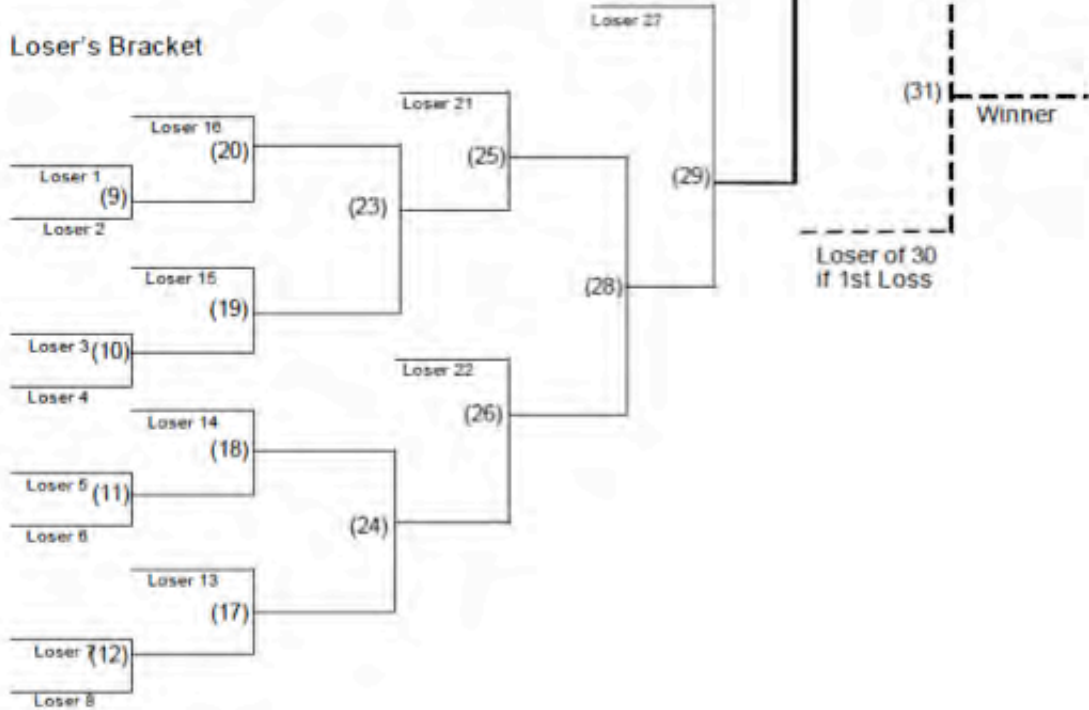 Loser 27
Loser's Bracket
(31)
Winner
Loser 21
Loser 16
(20)
(25)
Loser 1
(29)
(9)
(23)
Loser 2
Loser of 30
if 1st Loss
Loser 15
(28)
(19)
Loser 3
(10)
Loser 22
Loser 4
(26)
Loser 14
(18)
Loser 5
(11)
(24)
Loser 6
Loser 13
(17)
Loser 7
(12)
Loser 8